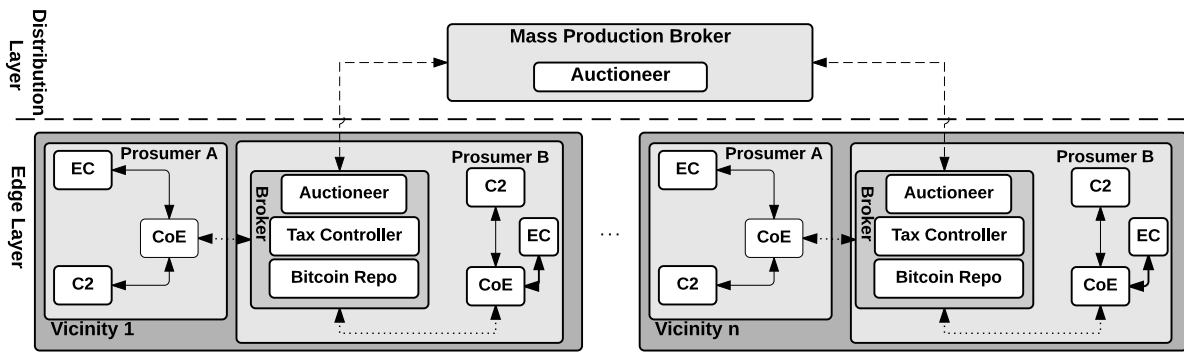 Distribution
Layer
Mass Production Broker
Auctioneer
Edge Layer
Prosumer A
EC
CoE
C2
Vicinity 1
Prosumer B
Broker
Auctioneer
Tax Controller
Bitcoin Repo
C2
EC
CoE
...
Prosumer A
EC
CoE
C2
Vicinity n
Prosumer B
Broker
Auctioneer
Tax Controller
Bitcoin Repo
C2
EC
CoE